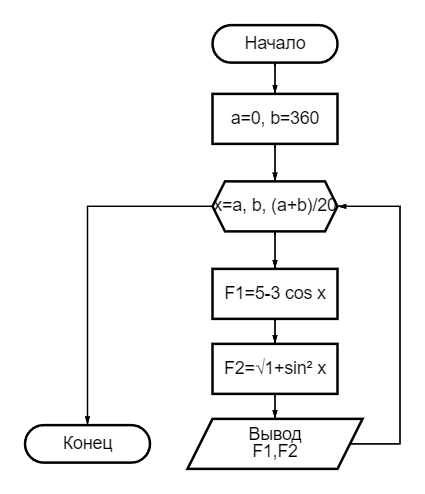 Начало
a=0, b=360
x=a, b, (a+b)/20
F1=5-3 cos x
F2=√1+sin² x
Вывод
F1,F2
Конец